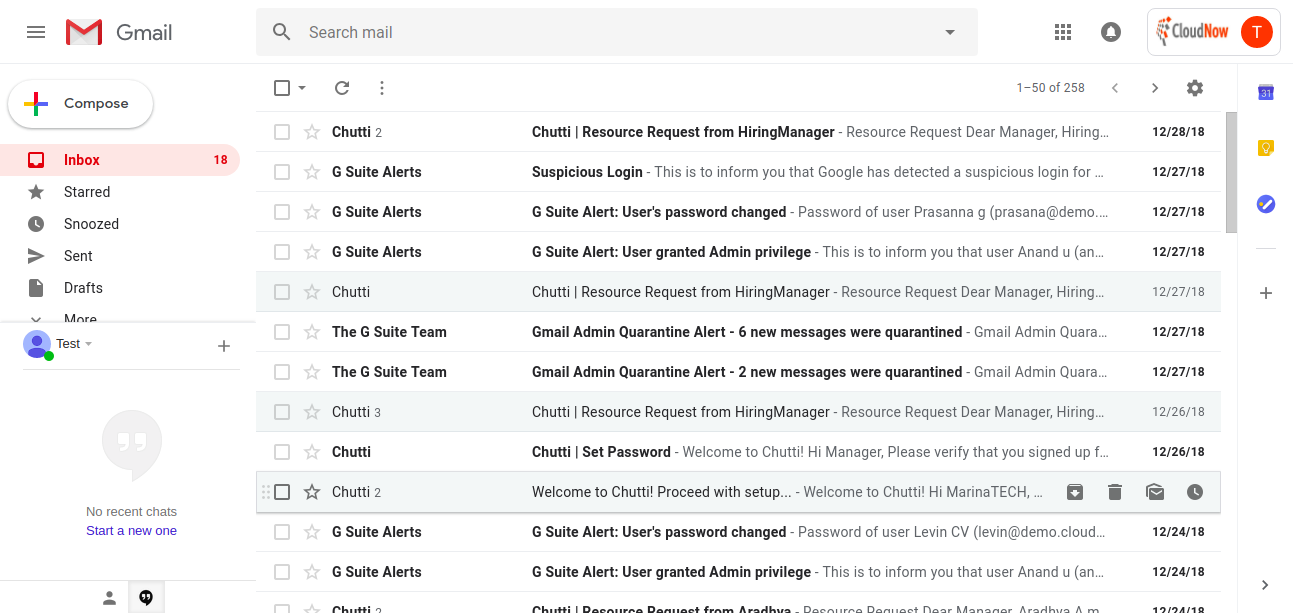 Gmail
Search mail
CloudNow
T
Compose
1–50 of 258
31
Inbox 18
Starred
Snoozed
Sent
Drafts
More
Test
No recent chats
Start a new one
Chutti 2 Chutti | Resource Request from HiringManager - Resource Request Dear Manager, Hiring… 12/28/18
G Suite Alerts Suspicious Login - This is to inform you that Google has detected a suspicious login for … 12/27/18
G Suite Alerts G Suite Alert: User's password changed - Password of user Prasanna g (prasana@demo.… 12/27/18
G Suite Alerts G Suite Alert: User granted Admin privilege - This is to inform you that user Anand u (an… 12/27/18
Chutti Chutti | Resource Request from HiringManager - Resource Request Dear Manager, Hiring… 12/27/18
The G Suite Team Gmail Admin Quarantine Alert - 6 new messages were quarantined - Gmail Admin Quara… 12/27/18
The G Suite Team Gmail Admin Quarantine Alert - 2 new messages were quarantined - Gmail Admin Quara… 12/27/18
Chutti 3 Chutti | Resource Request from HiringManager - Resource Request Dear Manager, Hiring… 12/26/18
Chutti Chutti | Set Password - Welcome to Chutti! Hi Manager, Please verify that you signed up f… 12/26/18
Chutti 2 Welcome to Chutti! Proceed with setup... - Welcome to Chutti! Hi MarinaTECH, …
G Suite Alerts G Suite Alert: User's password changed - Password of user Levin CV (levin@demo.cloud… 12/24/18
G Suite Alerts G Suite Alert: User granted Admin privilege - This is to inform you that user Anand u (an… 12/24/18
Chutti 2 Chutti | Resource Request from Aradhya - Resource Request Dear Manager, Aradhya A m… 12/24/18